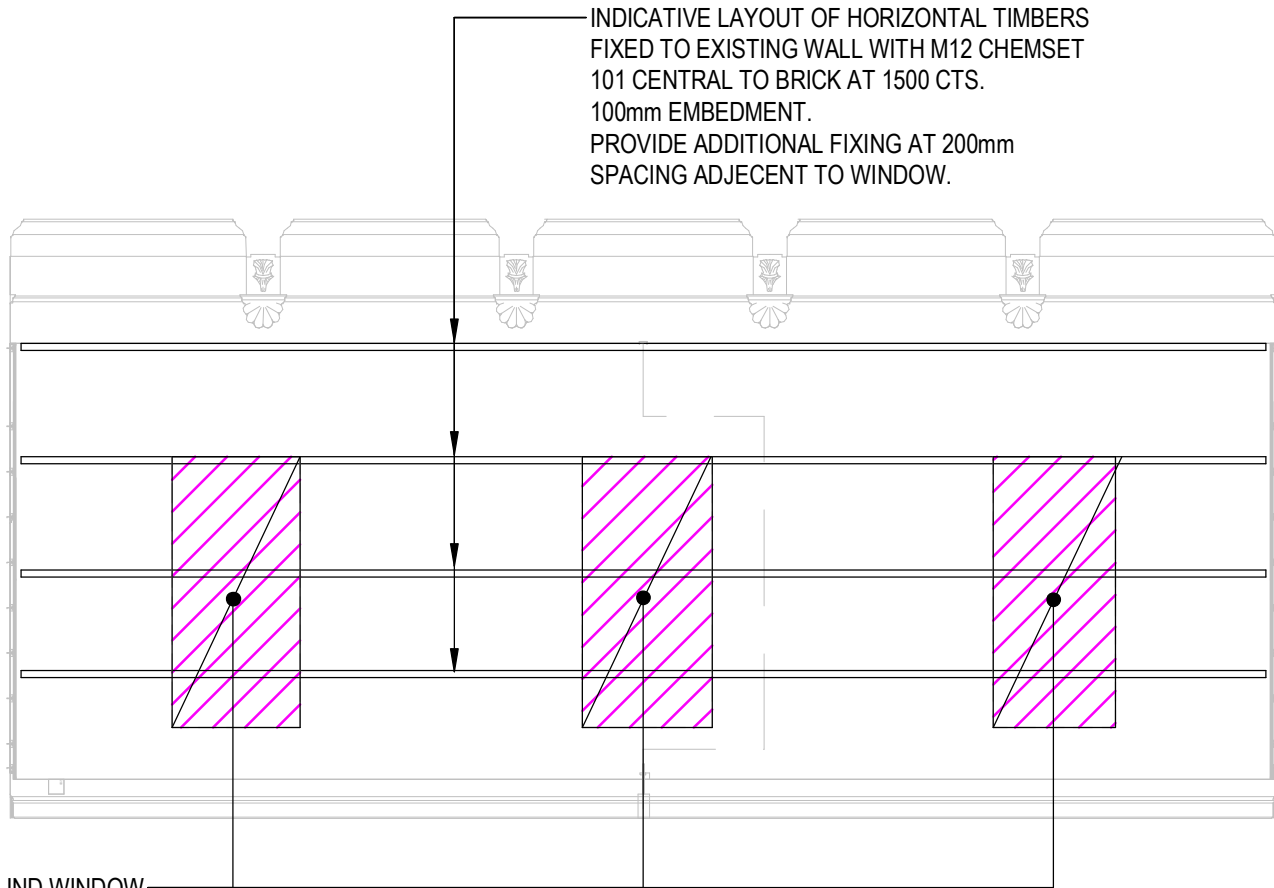 INDICATIVE LAYOUT OF HORIZONTAL TIMBERS
FIXED TO EXISTING WALL WITH M12 CHEMSET
101 CENTRAL TO BRICK AT 1500 CTS.
100mm EMBEDMENT.
PROVIDE ADDITIONAL FIXING AT 200mm
SPACING ADJECENT TO WINDOW.
WINDOW